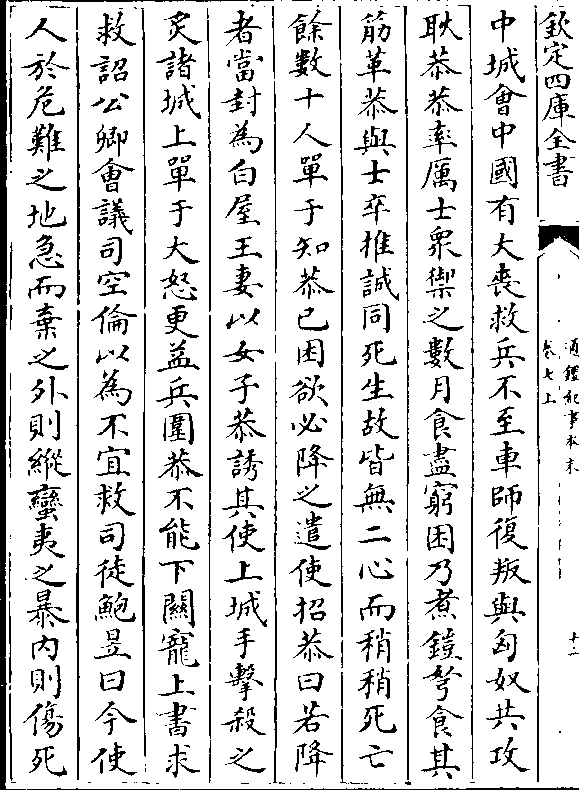 欽定四庫全書
通鑑紀事本末
卷七上
十二
中城會中國有大喪救兵不至車師復叛與匈奴共攻
耿恭恭率厲士衆禦之數月食盡窮困乃煮鎧弩食其
筋革恭與士卒推誠同死生故皆無二心而稍稍死亡
餘數十人單于知恭已困欲必降之遣使招恭曰若降
者當封為白屋王妻以女子恭誘其使上城手擊殺之
炙諸城上單于大怒更益兵圍恭不能下關寵上書求
救詔公卿會議司空倫以為不宜救司徒鮑昱曰今使
人於危難之地急而棄之外則縱蠻夷之暴内則傷死